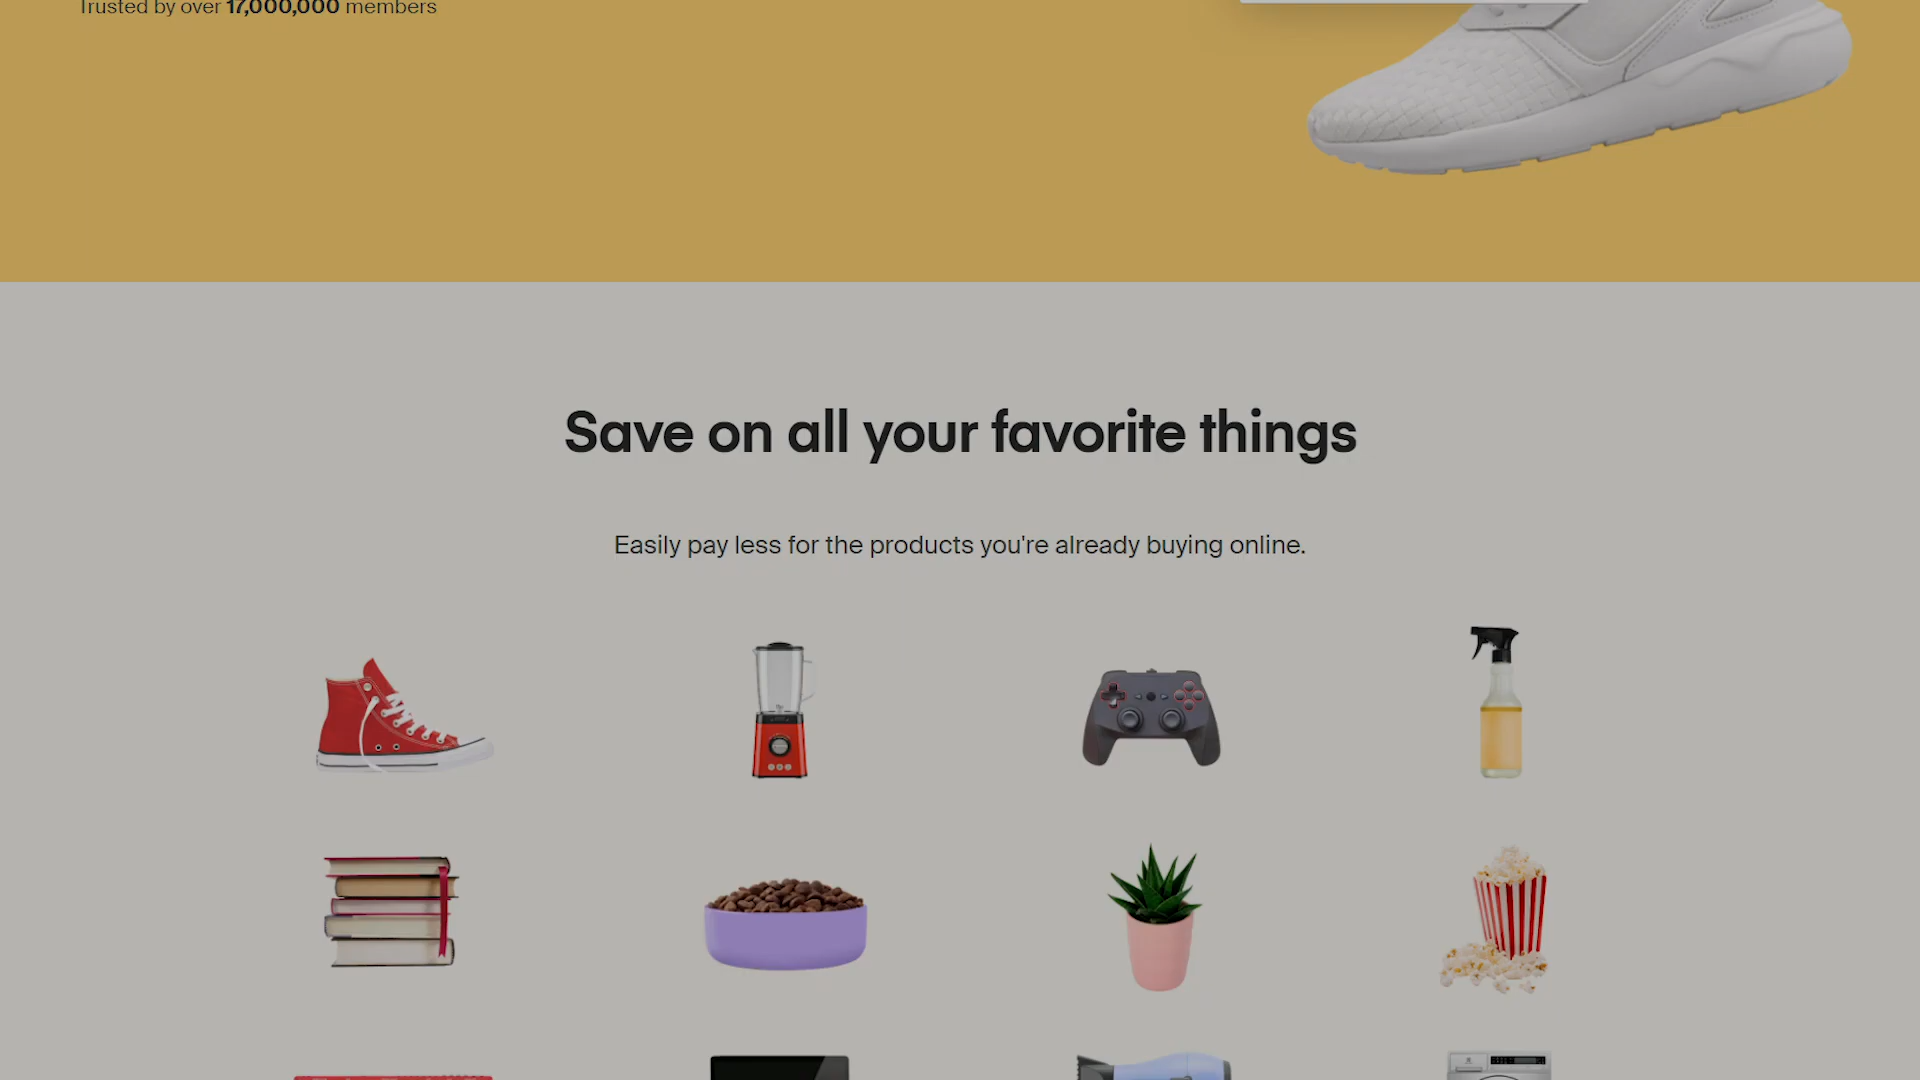 Trusted by over 17,000,000 members
Save on all your favorite things
Easily pay less for the products you're already buying online.